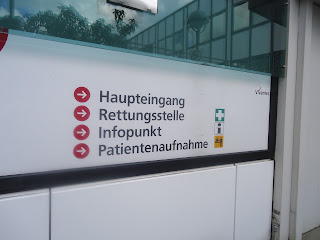 Haupteingang
Rettungsstelle
Infopunkt
Patientenaufnahme